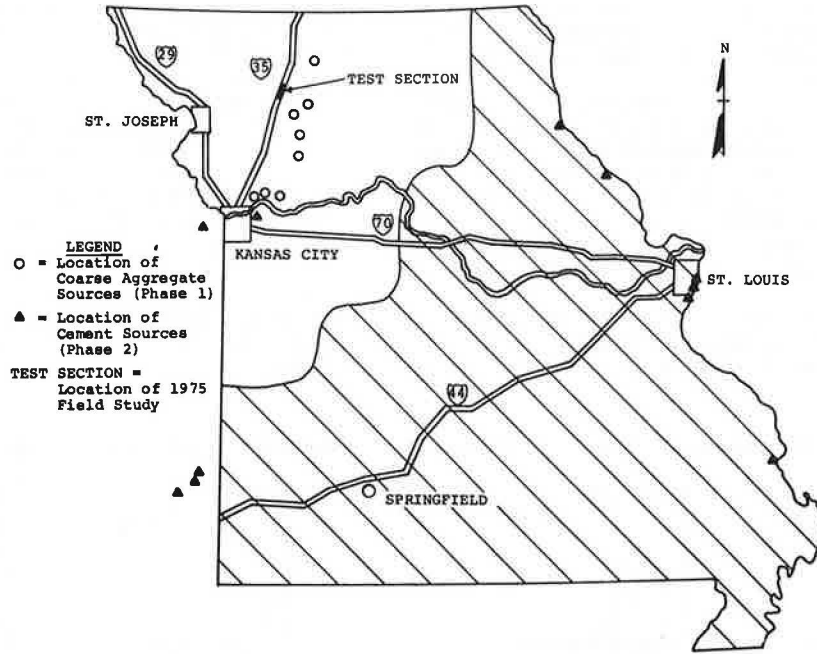 29
35
N
TEST SECTION
ST. JOSEPH
70
KANSAS CITY
ST. LOUIS
LEGEND
O = Location of
Coarse Aggregate
Sources (Phase 1)
▲ = Location of
Cement Sources
(Phase 2)
TEST SECTION =
Location of 1975
Field Study
44
SPRINGFIELD